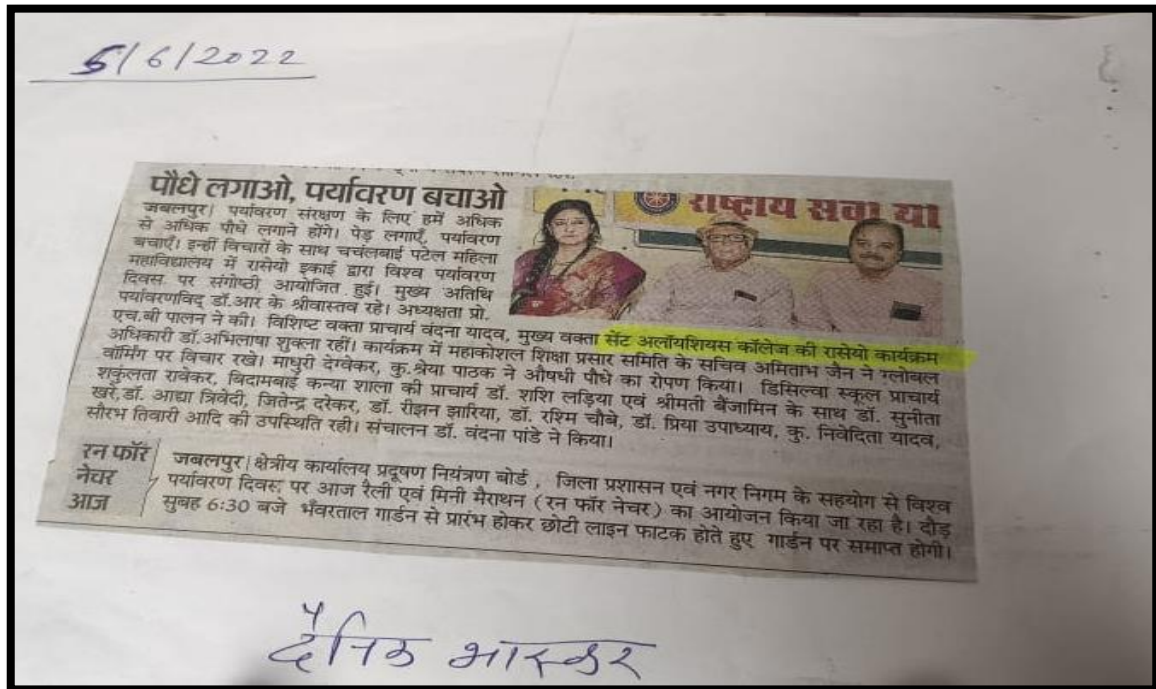 5/6/2022
पौधे लगाओ, पर्यावरण बचाओ
राष्ट्रीय सेवा यो
जबलपुर। पर्यावरण संरक्षण के लिए हमें अधिक
से अधिक पौधे लगाने होंगे। पेड़ लगाएँ, पर्यावरण
बचाएँ। इन्हीं विचारों के साथ चचंलबाई पटेल महिला
महाविद्यालय में रासेयो इकाई द्वारा विश्व पर्यावरण
दिवस पर संगोष्ठी आयोजित हुई। मुख्य अतिथि
पर्यावरणविद् डॉ.आर के श्रीवास्तव रहे। अध्यक्षता प्रो.
एच.बी पालन ने की। विशिष्ट वक्ता प्राचार्य वंदना यादव, मुख्य वक्ता सेंट अलॉयशियस कॉलेज की रासेयो कार्यक्रम
अधिकारी डॉ.अभिलाषा शुक्ला रहीं। कार्यक्रम में महाकोशल शिक्षा प्रसार समिति के सचिव अमिताभ जैन ने ग्लोबल
वॉर्मिंग पर विचार रखे। माधुरी देग्वेकर, कु.श्रेया पाठक ने औषधी पौधे का रोपण किया। डिसिल्वा स्कूल प्राचार्य
शकुंलता रावेकर, बिदामबाई कन्या शाला की प्राचार्य डॉ. शशि लड़िया एवं श्रीमती बैंजामिन के साथ डॉ. सुनीता
खरे,डॉ. आद्या त्रिवेदी, जितेन्द्र दरेकर, डॉ. रीझन झारिया, डॉ. रश्मि चौबे, डॉ. प्रिया उपाध्याय, कु. निवेदिता यादव,
सौरभ तिवारी आदि की उपस्थिति रही। संचालन डॉ. वंदना पांडे ने किया।
रन फॉर
नेचर
आज
जबलपुर। क्षेत्रीय कार्यालय प्रदूषण नियंत्रण बोर्ड , जिला प्रशासन एवं नगर निगम के सहयोग से विश्व
पर्यावरण दिवस पर आज रैली एवं मिनी मैराथन (रन फॉर नेचर) का आयोजन किया जा रहा है। दौड़
सुबह 6:30 बजे भँवरताल गार्डन से प्रारंभ होकर छोटी लाइन फाटक होते हुए गार्डन पर समाप्त होगी।
दैनिक भास्कर